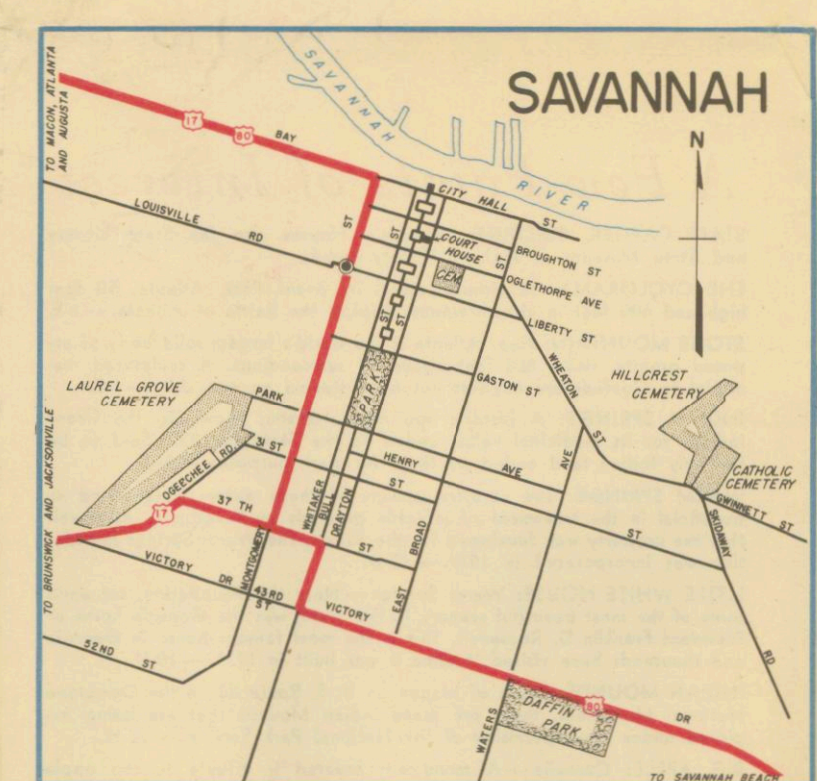 SAVANNAH
N
SAVANNAH
RIVER
TO MACON, ATLANTA
AND AUGUSTA
17
80
BAY
ST
CITY HALL
ST
LOUISVILLE
RD
ST
ST
COURT
HOUSE
ST
BROUGHTON ST
CEM.
OGLETHORPE AVE
LIBERTY ST
ST
ST
WHEATON
ST
GASTON ST
PARK
HILLCREST
CEMETERY
LAUREL GROVE
CEMETERY
PARK
AVE
AVE
31 ST
HENRY
ST
ST
CATHOLIC
CEMETERY
GWINNETT ST
OGEECHEE RD
37 TH
ST
17
WHITAKER
BULL
DRAYTON
EAST BROAD
SKIDAWAY
RD
TO BRUNSWICK AND JACKSONVILLE
VICTORY
DR
MONTGOMERY
43RD
ST
VICTORY
DR
52ND
ST
80
DAFFIN
PARK
WATERS
TO SAVANNAH BEACH